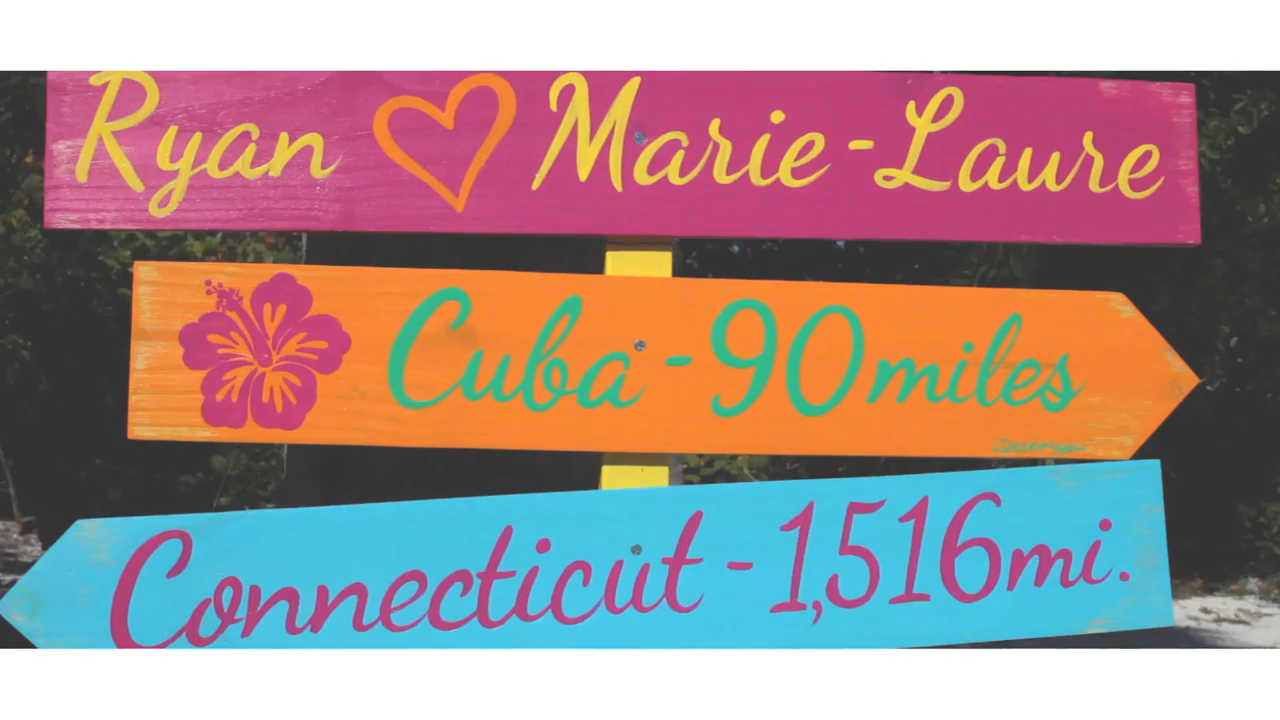 Ryan Marie-Laure
Cuba - 90 miles
Connecticut - 1,516 mi.